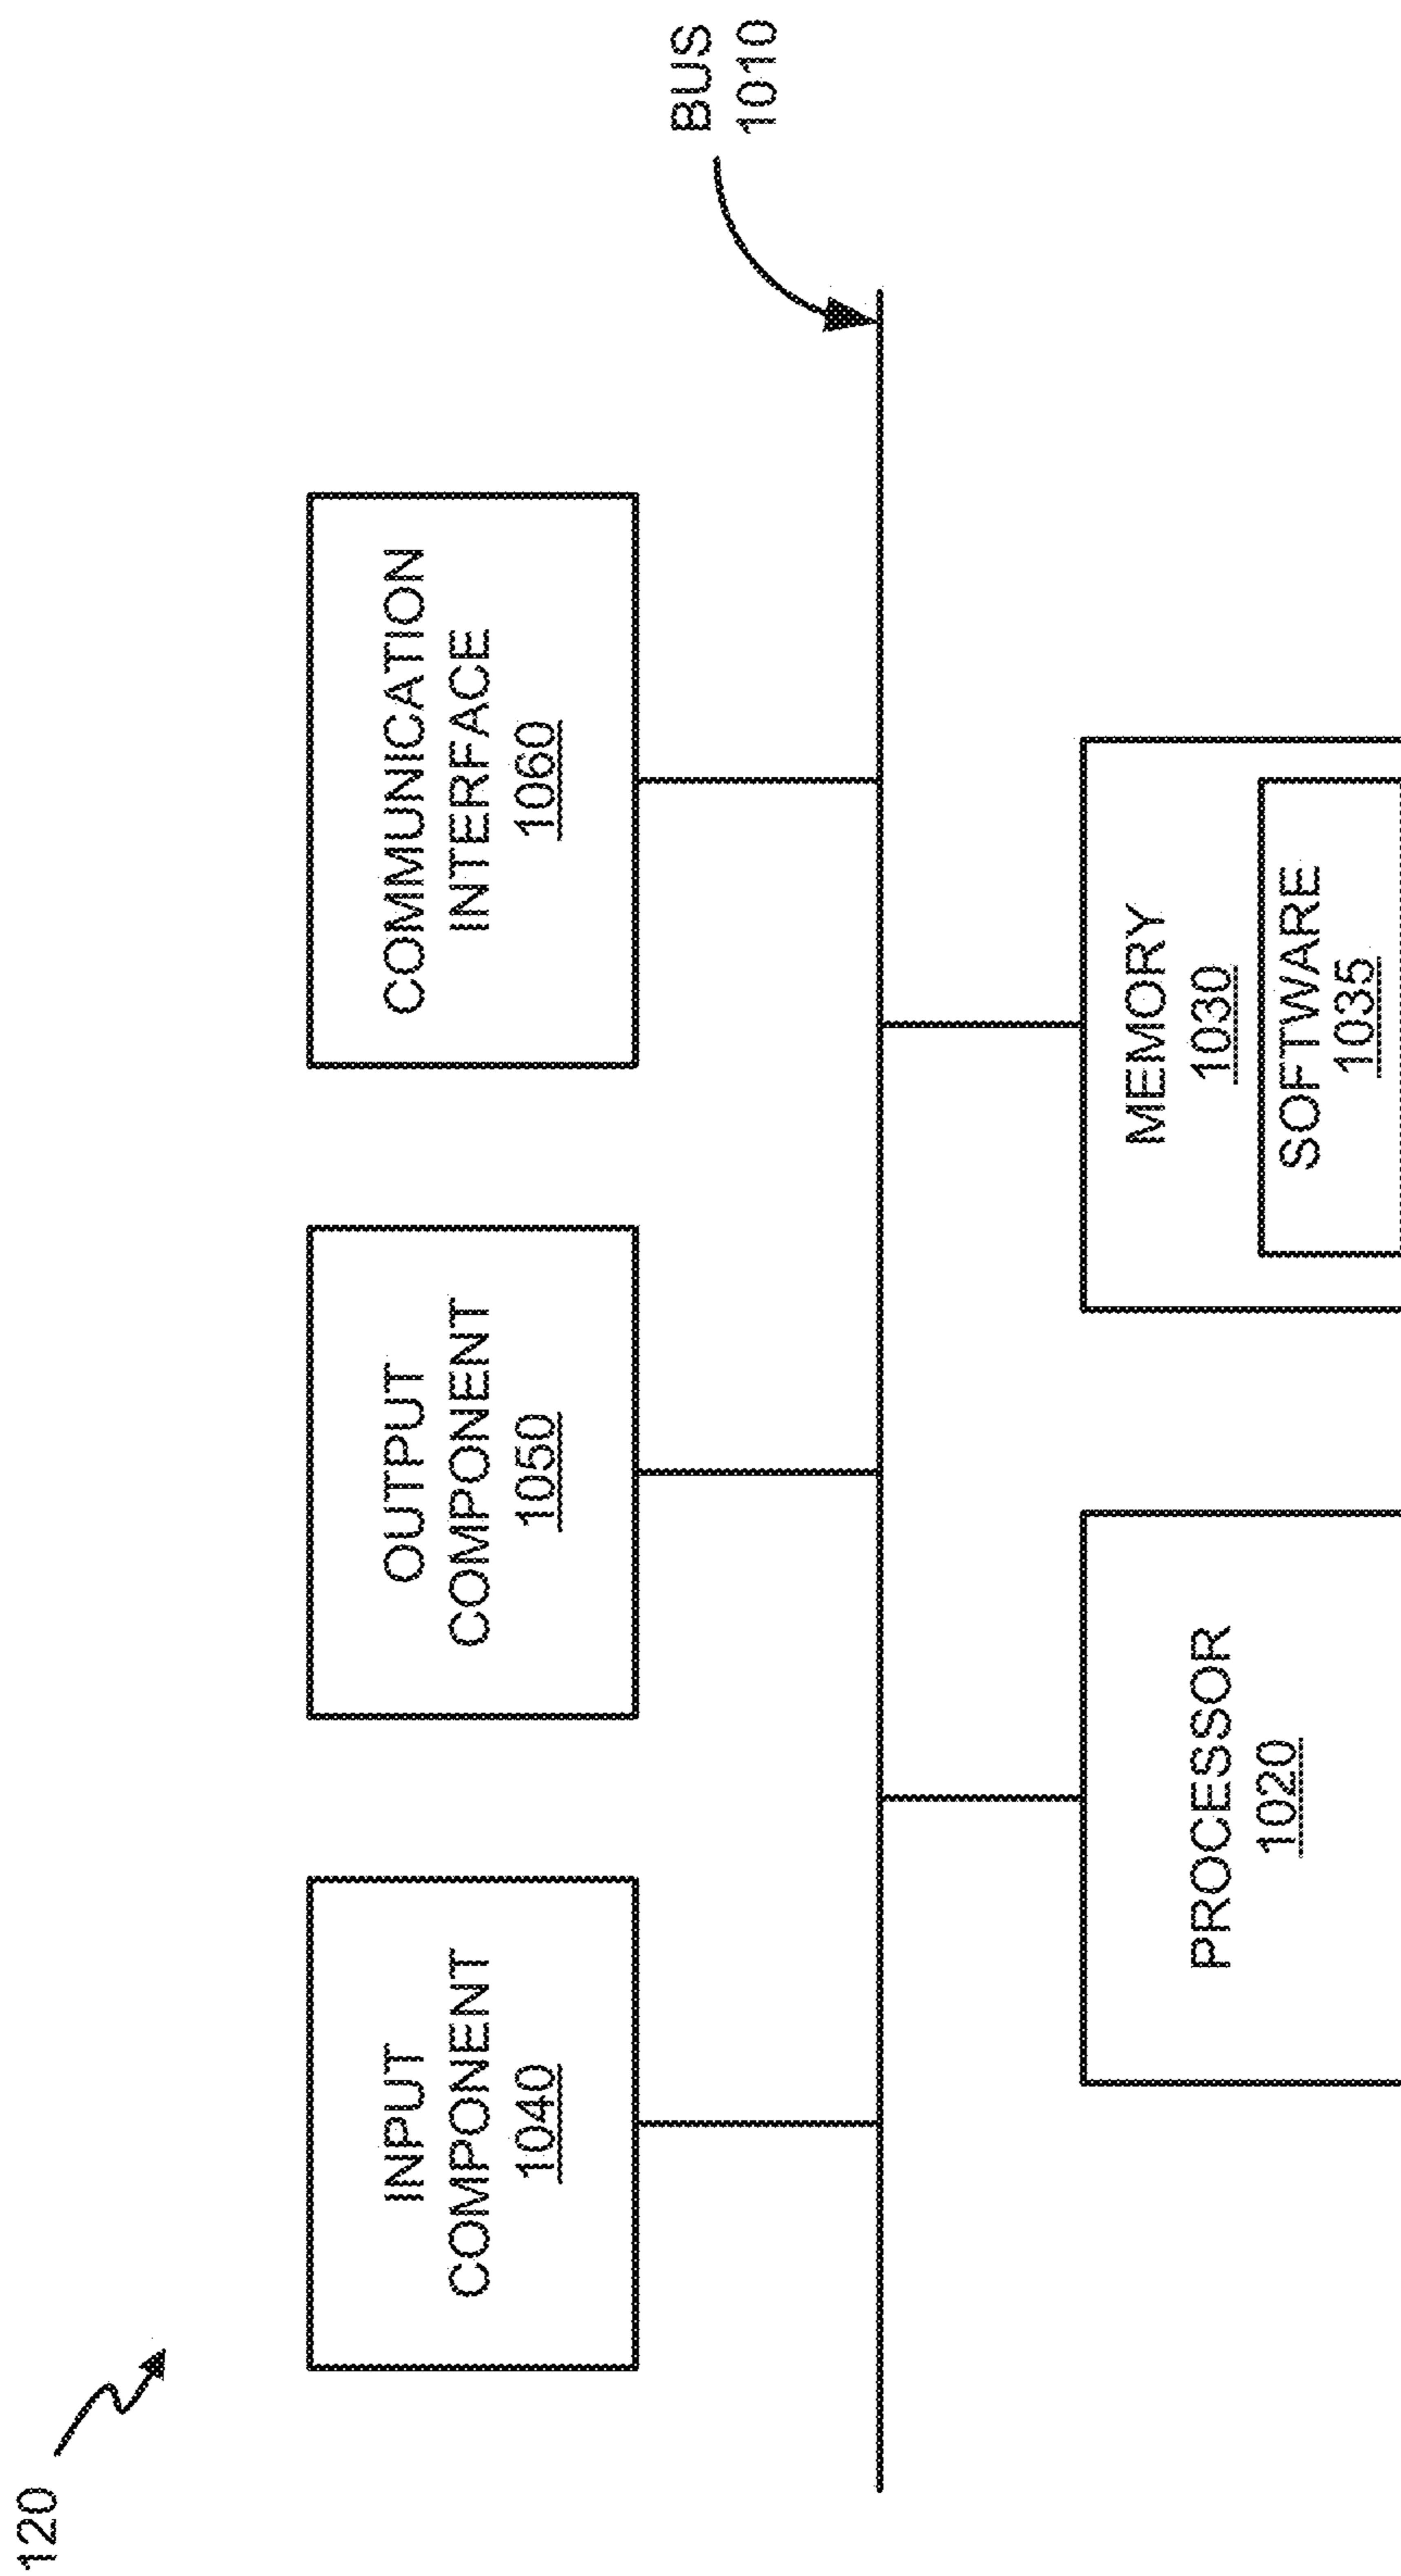 120
INPUT
COMPONENT
1040
OUTPUT
COMPONENT
1050
COMMUNICATION
INTERFACE
1060
BUS
1010
PROCESSOR
1020
MEMORY
1030
SOFTWARE
1035